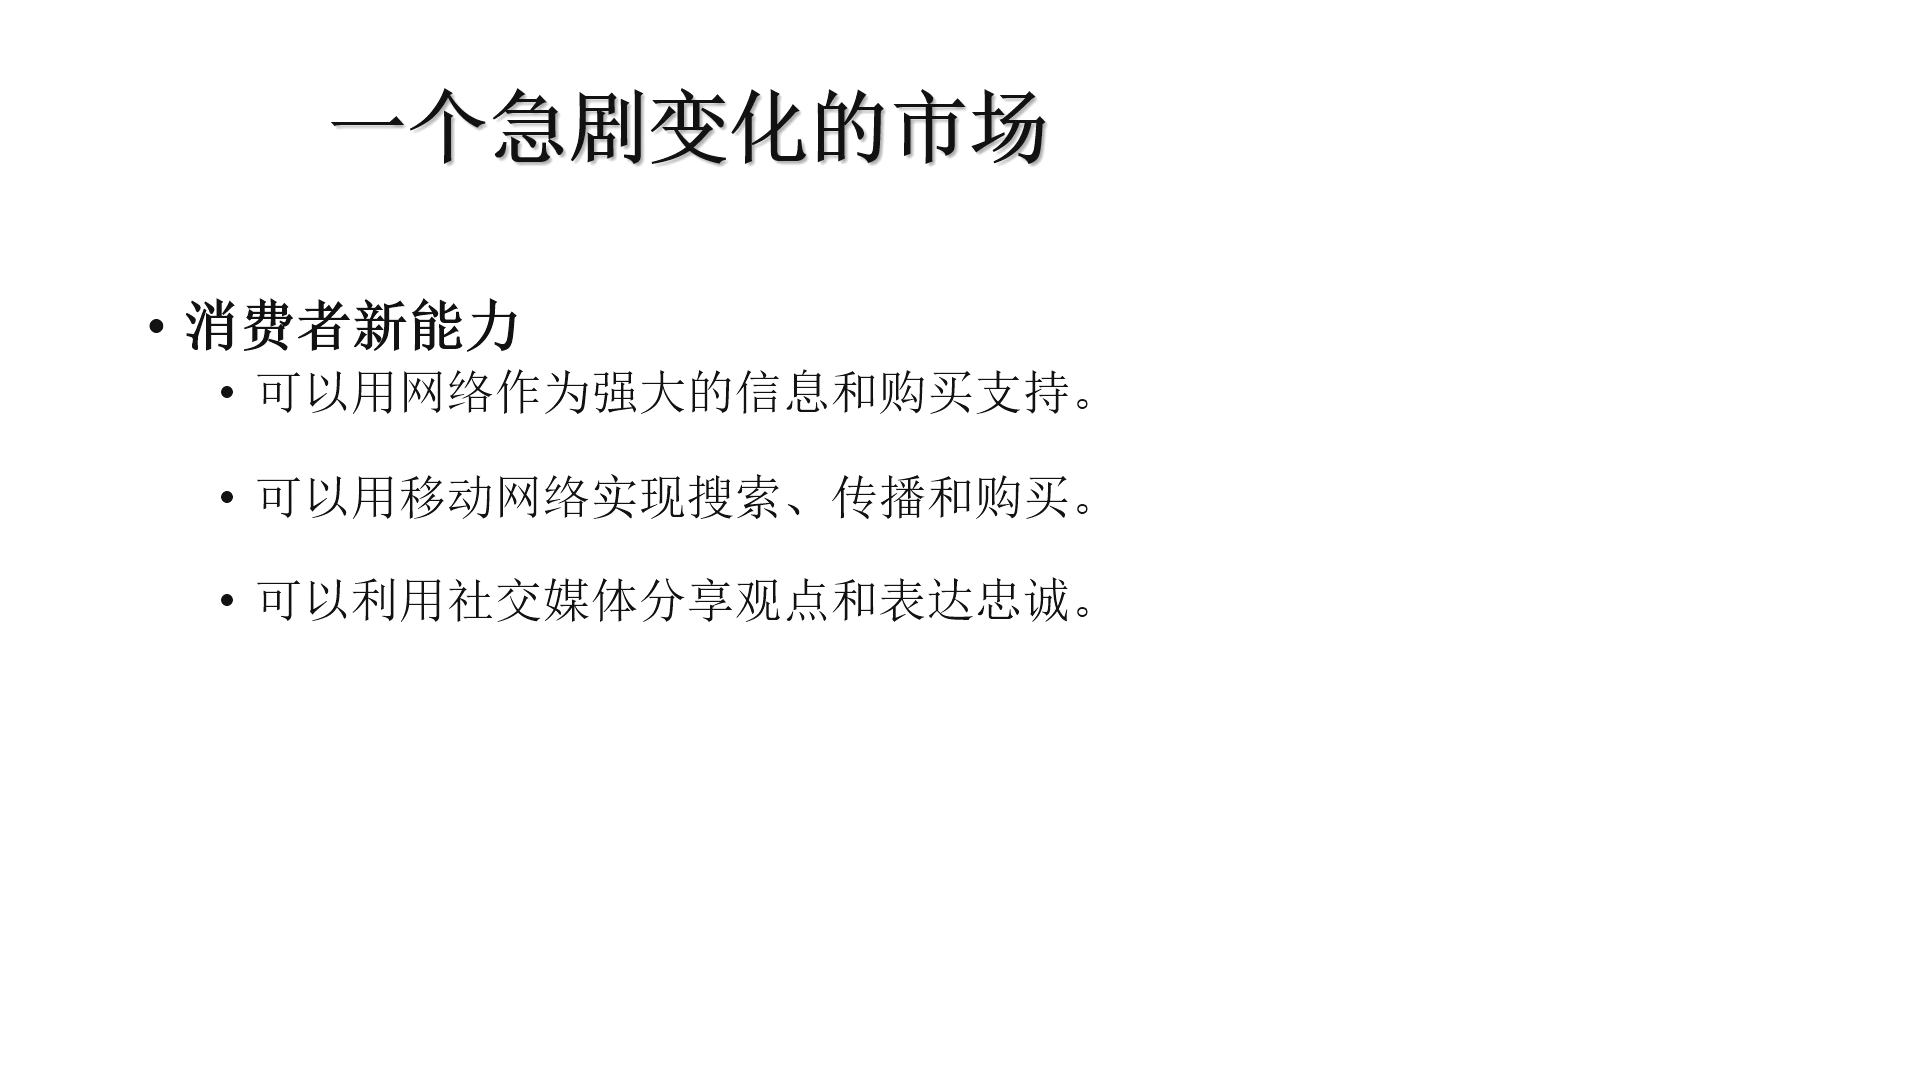 一个急剧变化的市场
• 消费者新能力
• 可以用网络作为强大的信息和购买支持。
• 可以用移动网络实现搜索、传播和购买。
• 可以利用社交媒体分享观点和表达忠诚。